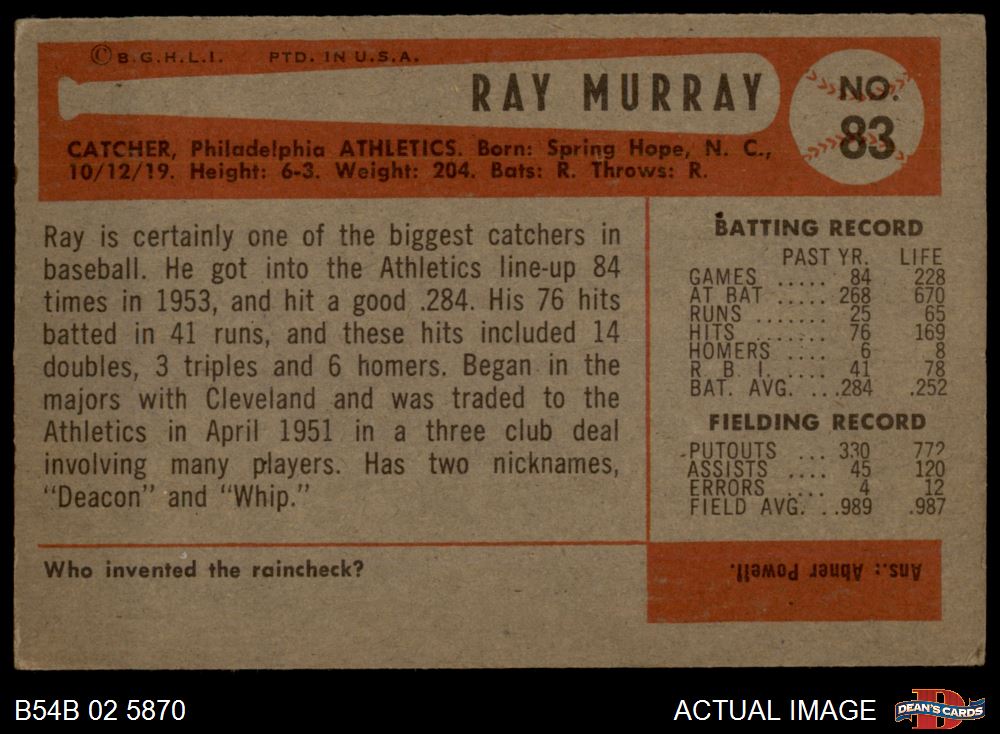 © B.G.H.L.I. PTD. IN U.S.A.
RAY MURRAY
NO.
83
CATCHER, Philadelphia ATHLETICS. Born: Spring Hope, N. C.,
10/12/19. Height: 6-3. Weight: 204. Bats: R. Throws: R.
Ray is certainly one of the biggest catchers in
baseball. He got into the Athletics line-up 84
times in 1953, and hit a good .284. His 76 hits
batted in 41 runs, and these hits included 14
doubles, 3 triples and 6 homers. Began in the
majors with Cleveland and was traded to the
Athletics in April 1951 in a three club deal
involving many players. Has two nicknames,
"Deacon" and "Whip."
BATTING RECORD
PAST YR. LIFE
GAMES ..... 84 228
AT BAT ..... 268 670
RUNS ....... 25 65
HITS ....... 76 169
HOMERS .... 6 8
R. B. I. .... 41 78
BAT. AVG. ...284 .252
FIELDING RECORD
PUTOUTS ... 330 772
ASSISTS .... 45 120
ERRORS .... 4 12
FIELD AVG. ..989 .987
Who invented the raincheck?
Ans.: Abner Powell.
B54B 02 5870
ACTUAL IMAGE
DEAN'S CARDS